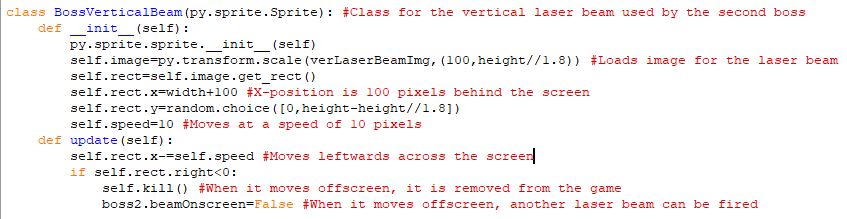 class BossVerticalBeam(py.sprite.Sprite): #Class for the vertical laser beam used by the second boss
    def __init__(self):
        py.sprite.sprite.__init__(self)
        self.image=py.transform.scale(verLaserBeamImg,(100,height//1.8)) #Loads image for the laser beam
        self.rect=self.image.get_rect()
        self.rect.x=width+100 #X-position is 100 pixels behind the screen
        self.rect.y=random.choice([0,height-height//1.8])
        self.speed=10 #Moves at a speed of 10 pixels
    def update(self):
        self.rect.x-=self.speed #Moves leftwards across the screen
        if self.rect.right<0:
            self.kill() #When it moves offscreen, it is removed from the game
            boss2.beamOnscreen=False #When it moves offscreen, another laser beam can be fired